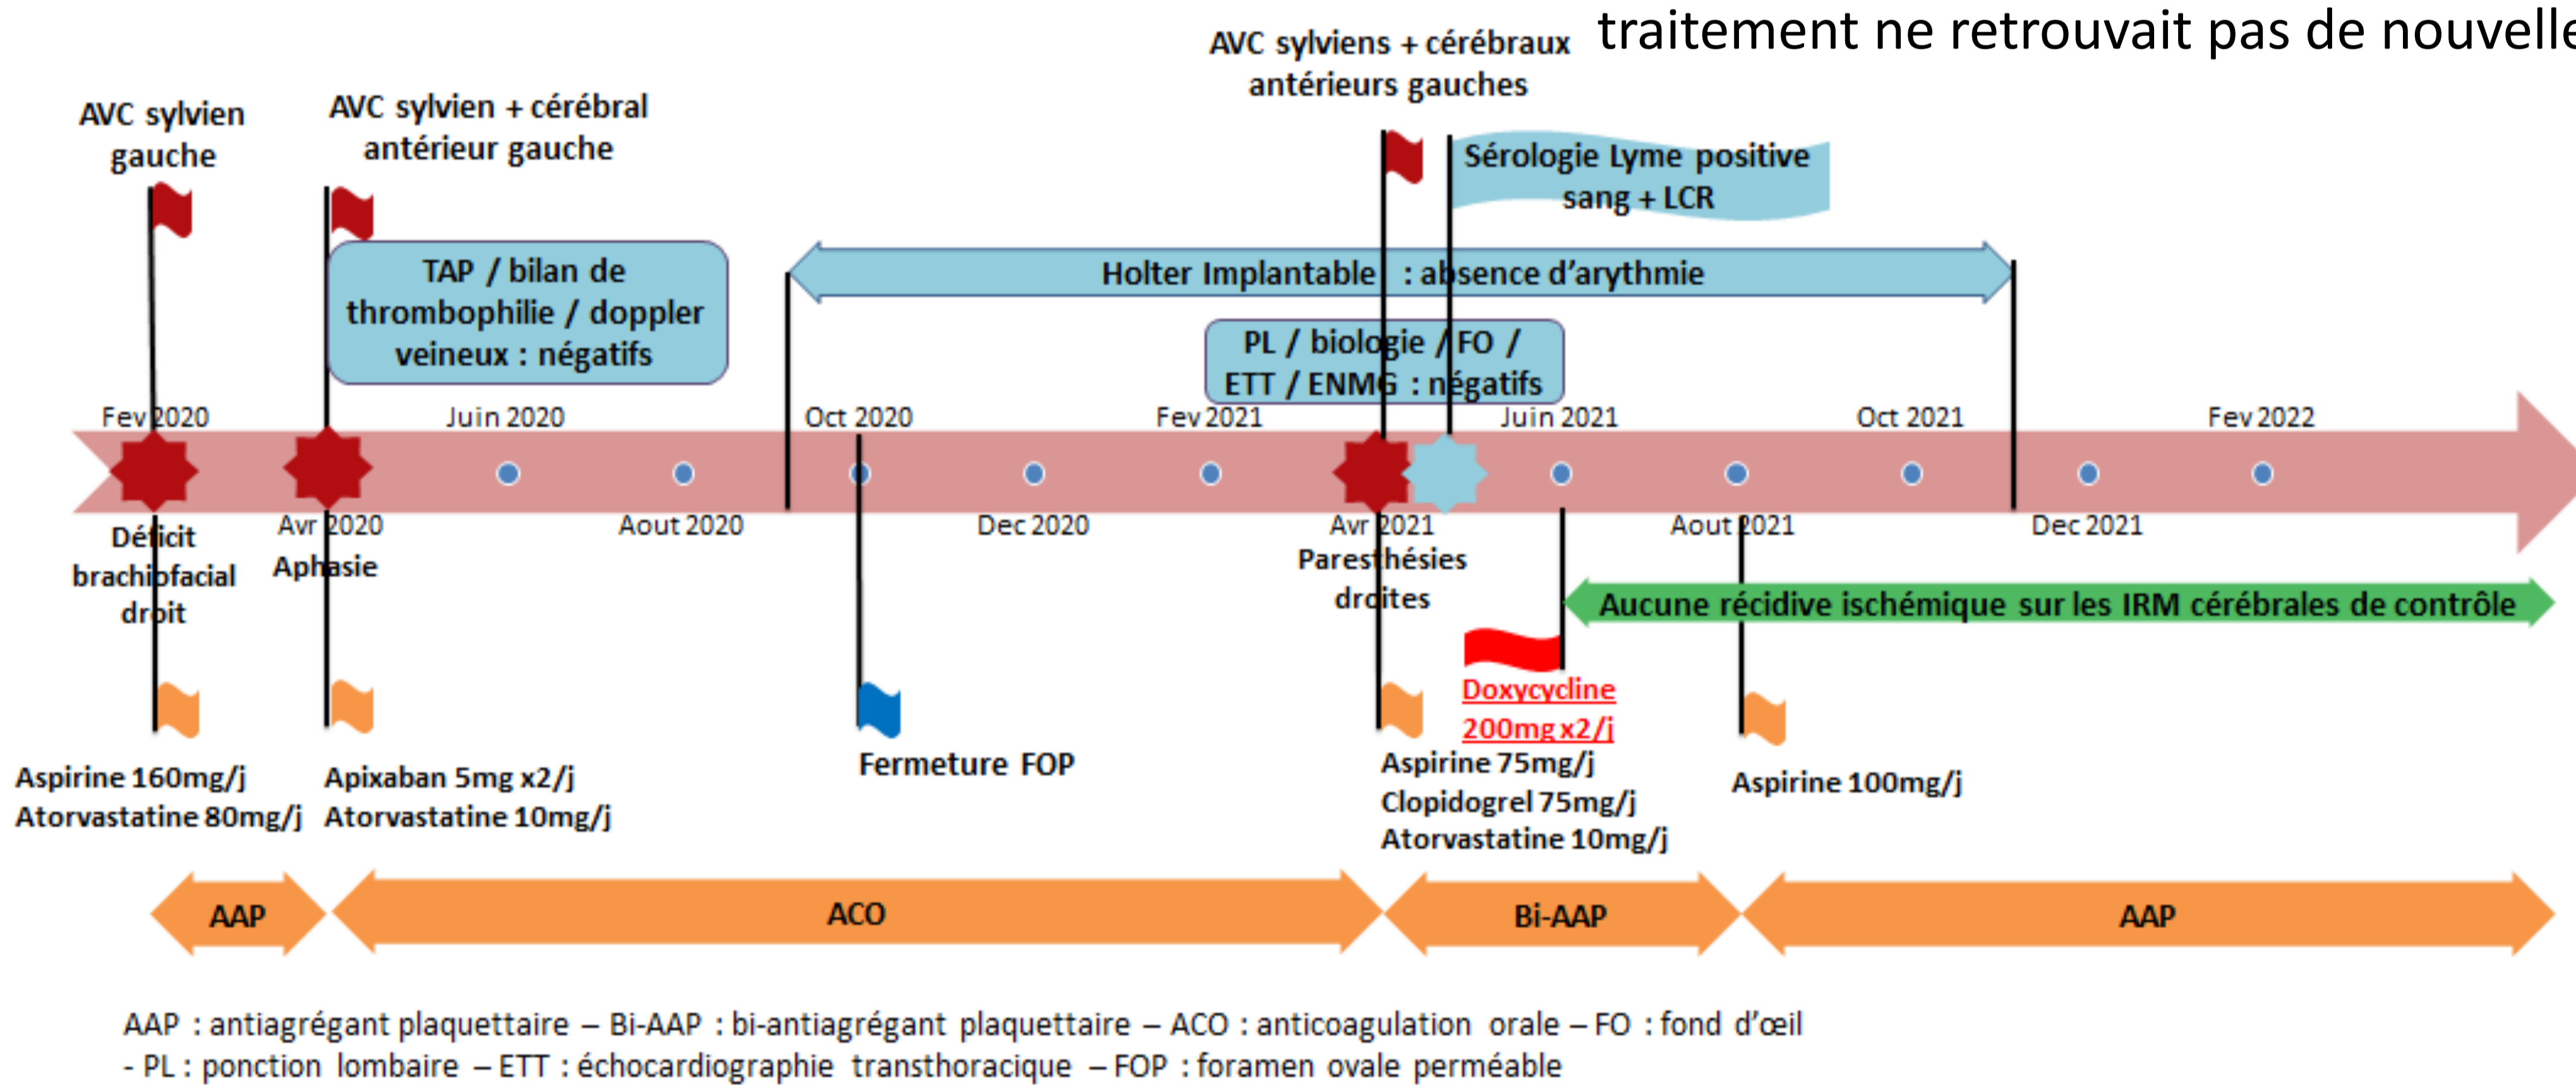 traitement ne retrouvait pas de nouvelle
AVC sylviens + cérébraux
antérieurs gauches
AVC sylvien
gauche
AVC sylvien + cérébral
antérieur gauche
Sérologie Lyme positive
sang + LCR
TAP / bilan de
thrombophilie / doppler
veineux : négatifs
Holter Implantable : absence d'arythmie
PL / biologie / FO /
ETT / ENMG : négatifs
Fev 2020
Juin 2020
Oct 2020
Fev 2021
Juin 2021
Oct 2021
Fev 2022
Avr 2020
Aout 2020
Dec 2020
Avr 2021
Aout 2021
Dec 2021
Déficit
brachiofacial
droit
Aphasie
Paresthésies
droites
Aucune récidive ischémique sur les IRM cérébrales de contrôle
Doxycycline
200mg x2/j
Aspirine 160mg/j
Atorvastatine 80mg/j
Apixaban 5mg x2/j
Atorvastatine 10mg/j
Fermeture FOP
Aspirine 75mg/j
Clopidogrel 75mg/j
Atorvastatine 10mg/j
Aspirine 100mg/j
AAP
ACO
Bi-AAP
AAP
AAP : antiagrégant plaquettaire – Bi-AAP : bi-antiagrégant plaquettaire – ACO : anticoagulation orale – FO : fond d'œil
- PL : ponction lombaire – ETT : échocardiographie transthoracique – FOP : foramen ovale perméable